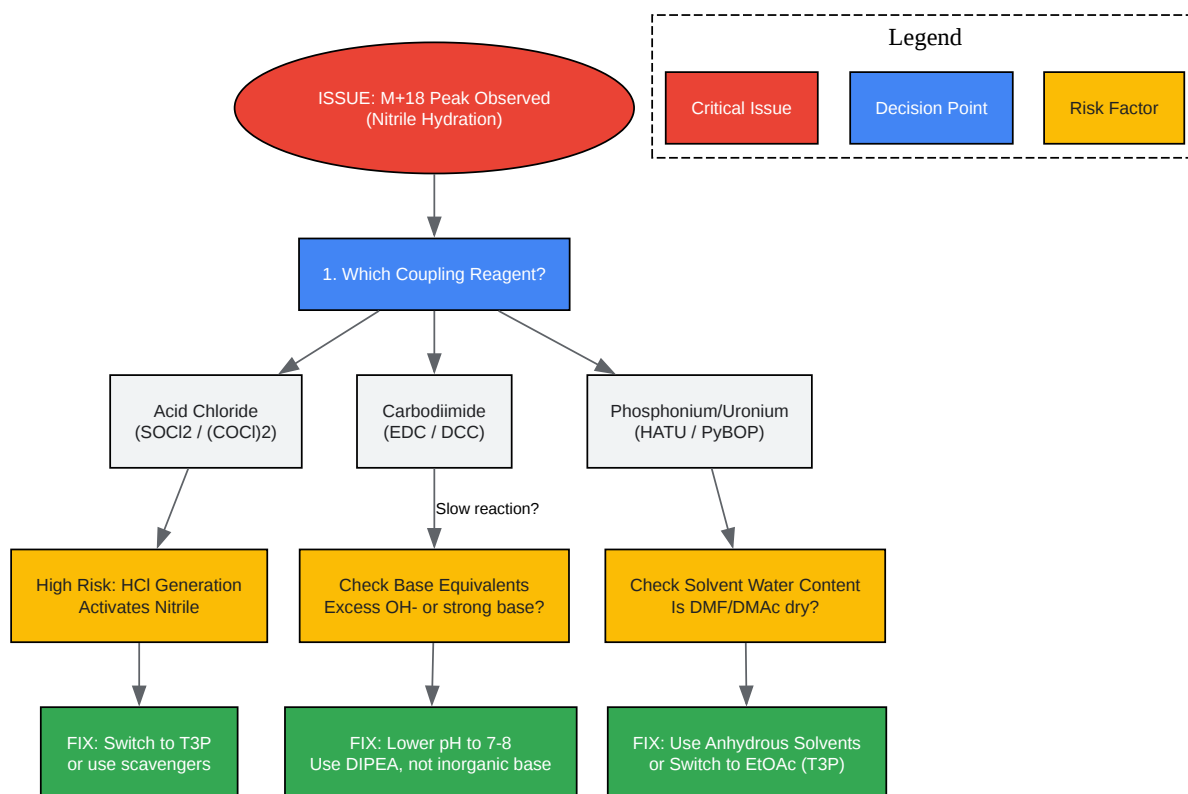 Legend
Critical Issue
Decision Point
Risk Factor
ISSUE: M+18 Peak Observed
(Nitrile Hydration)
1. Which Coupling Reagent?
Acid Chloride
(SOCl2 / (COCl)2)
Carbodiimide
(EDC / DCC)
Phosphonium/Uronium
(HATU / PyBOP)
Slow reaction?
High Risk: HCl Generation
Activates Nitrile
Check Base Equivalents
Excess OH- or strong base?
Check Solvent Water Content
Is DMF/DMAc dry?
FIX: Switch to T3P
or use scavengers
FIX: Lower pH to 7-8
Use DIPEA, not inorganic base
FIX: Use Anhydrous Solvents
or Switch to EtOAc (T3P)